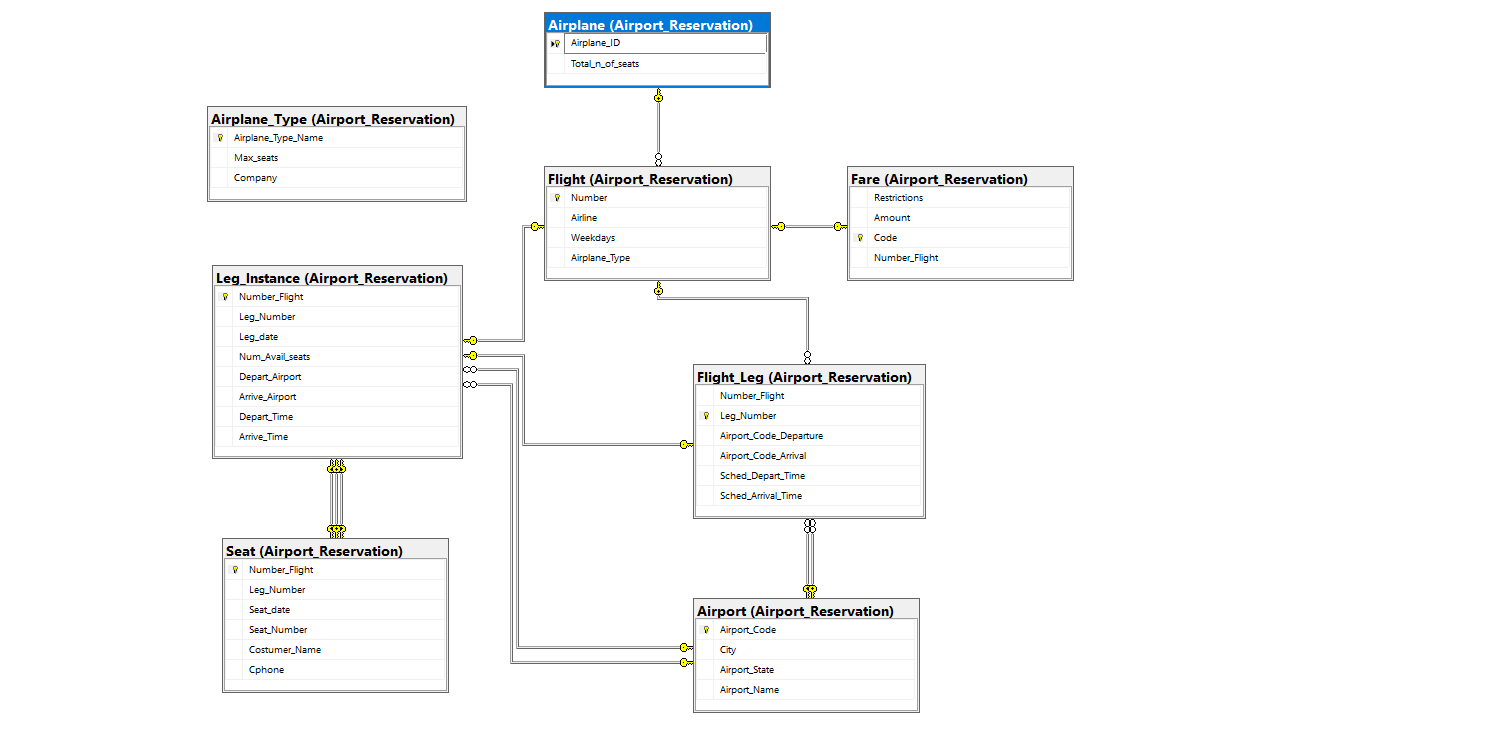 Airplane (Airport_Reservation)
Airplane_ID
Total_n_of_seats
Airplane_Type (Airport_Reservation)
Airplane_Type_Name
Max_seats
Company
Flight (Airport_Reservation)
Number
Airline
Weekdays
Airplane_Type
Fare (Airport_Reservation)
Restrictions
Amount
Code
Number_Flight
Leg_Instance (Airport_Reservation)
Number_Flight
Leg_Number
Leg_date
Num_Avail_seats
Depart_Airport
Arrive_Airport
Depart_Time
Arrive_Time
Flight_Leg (Airport_Reservation)
Number_Flight
Leg_Number
Airport_Code_Departure
Airport_Code_Arrival
Sched_Depart_Time
Sched_Arrival_Time
Seat (Airport_Reservation)
Number_Flight
Leg_Number
Seat_date
Seat_Number
Costumer_Name
Cphone
Airport (Airport_Reservation)
Airport_Code
City
Airport_State
Airport_Name